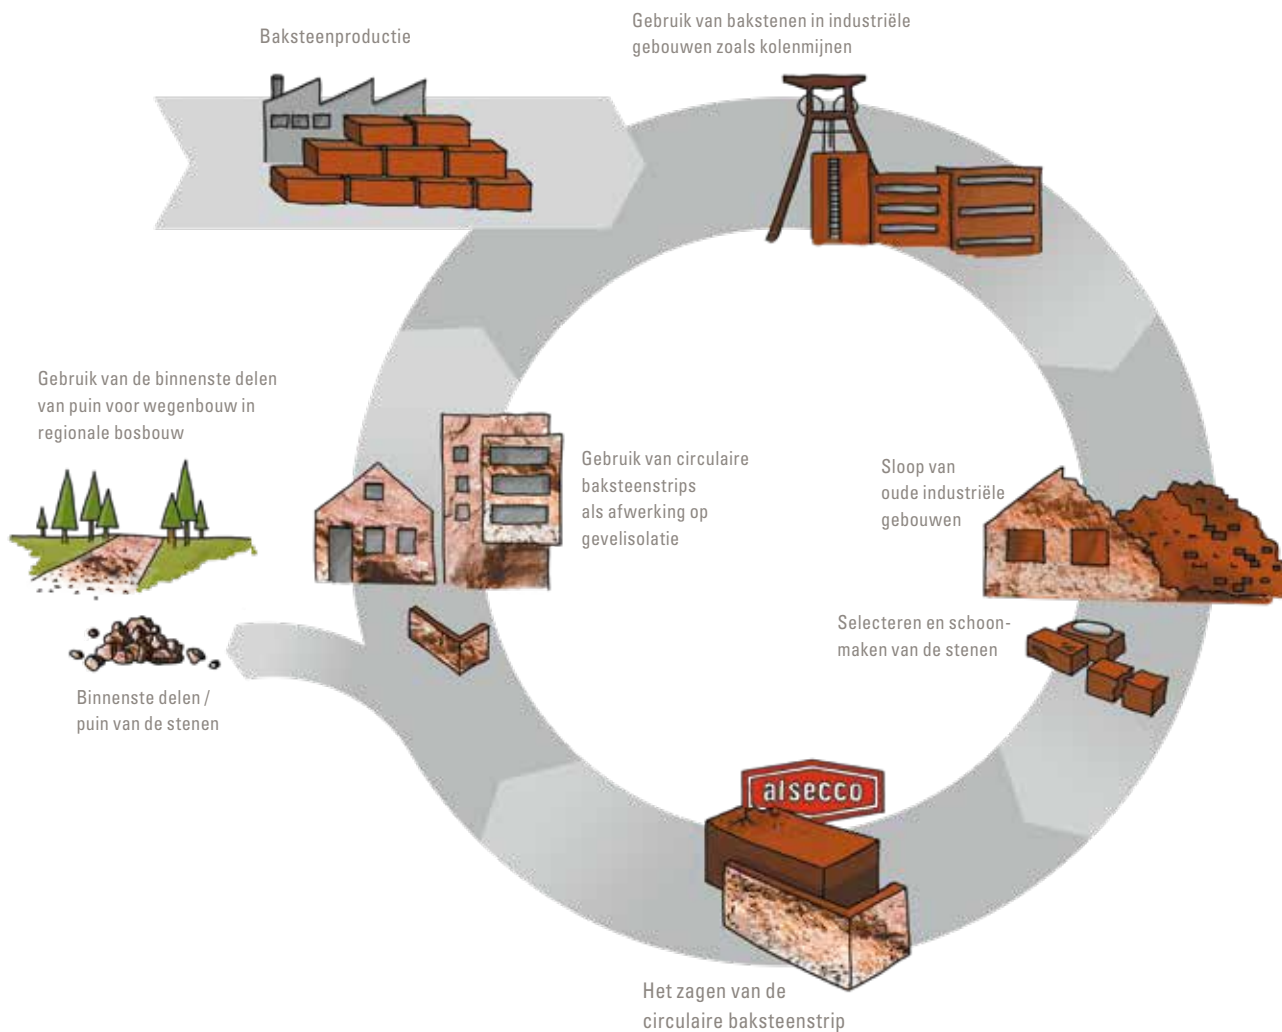 Baksteenproductie
Gebruik van bakstenen in industriële
gebouwen zoals kolenmijnen
Gebruik van de binnenste delen
van puin voor wegenbouw in
regionale bosbouw
Gebruik van circulaire
baksteenstrips
als afwerking op
gevelisolatie
Sloop van
oude industriële
gebouwen
Selecteren en schoon-
maken van de stenen
Binnenste delen /
puin van de stenen
alsecco
Het zagen van de
circulaire baksteenstrip